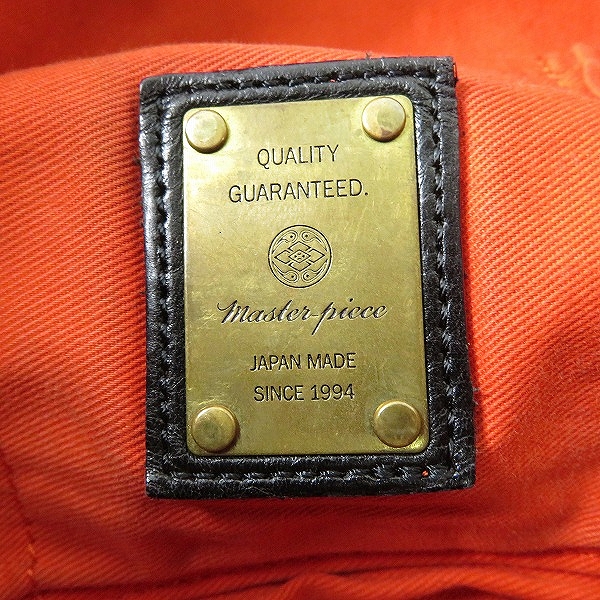 QUALITY
GUARANTEED.
master-piece
JAPAN MADE
SINCE 1994